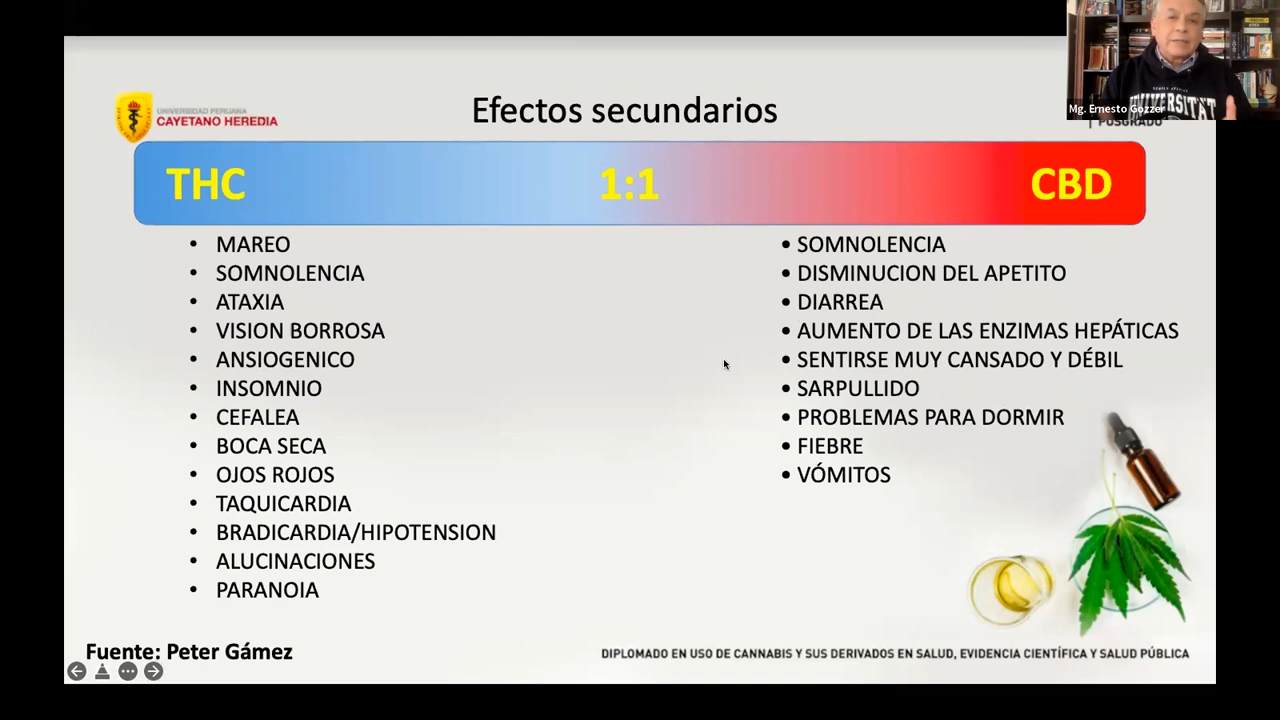 UNIVERSIDAD PERUANA
CAYETANO HEREDIA
Efectos secundarios
Mg. Ernesto Gozzer
UNIVERSITÄT
POSGRADO
THC 1:1 CBD
• MAREO
• SOMNOLENCIA
• ATAXIA
• VISION BORROSA
• ANSIOGENICO
• INSOMNIO
• CEFALEA
• BOCA SECA
• OJOS ROJOS
• TAQUICARDIA
• BRADICARDIA/HIPOTENSION
• ALUCINACIONES
• PARANOIA
• SOMNOLENCIA
• DISMINUCION DEL APETITO
• DIARREA
• AUMENTO DE LAS ENZIMAS HEPÁTICAS
• SENTIRSE MUY CANSADO Y DÉBIL
• SARPULLIDO
• PROBLEMAS PARA DORMIR
• FIEBRE
• VÓMITOS
Fuente: Peter Gámez
DIPLOMADO EN USO DE CANNABIS Y SUS DERIVADOS EN SALUD, EVIDENCIA CIENTÍFICA Y SALUD PÚBLICA